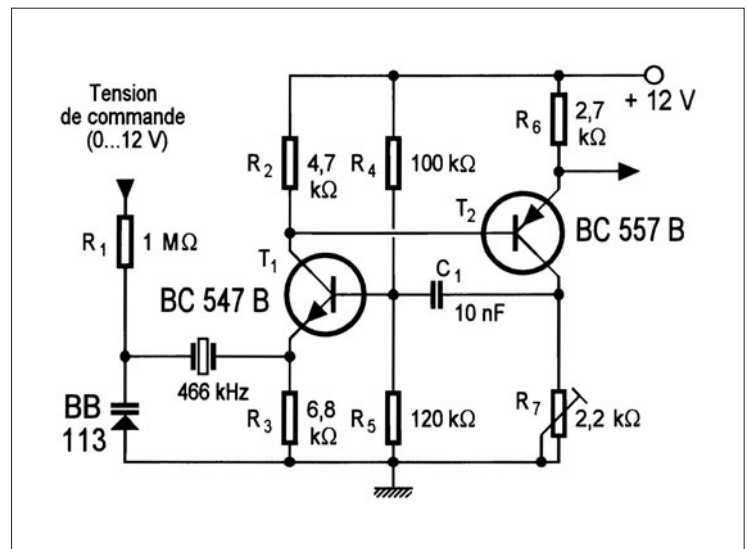 Tension
de commande
(0...12 V)
R1
1 MΩ
BB
113
466 kHz
BC 547 B
T1
R2
4,7
kΩ
R3
6,8
kΩ
R4
100 kΩ
R5
120 kΩ
C1
10 nF
T2
BC 557 B
R6
2,7
kΩ
+ 12 V
R7
2,2 kΩ